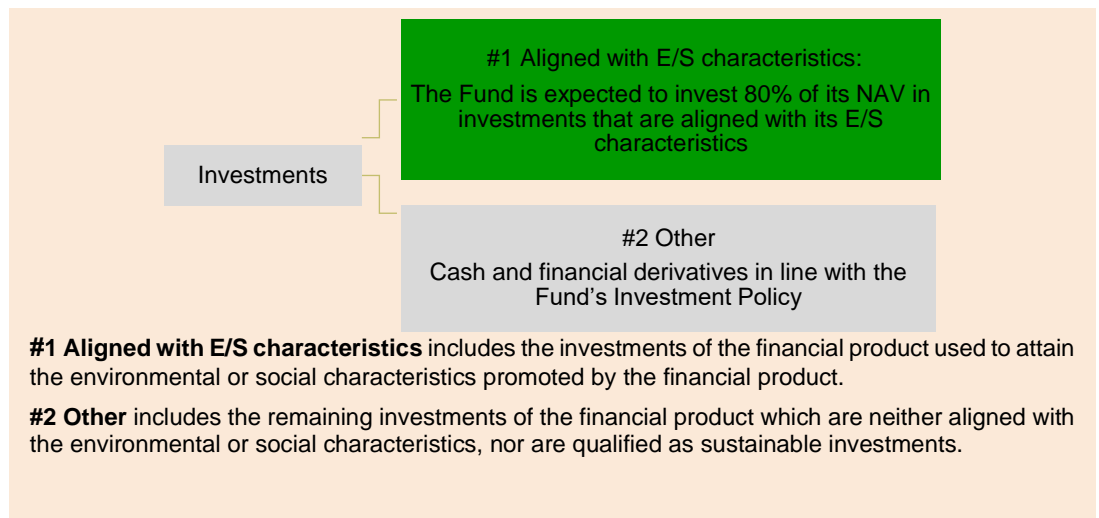 #1 Aligned with E/S characteristics:
The Fund is expected to invest 80% of its NAV in
investments that are aligned with its E/S
characteristics
Investments
#2 Other
Cash and financial derivatives in line with the
Fund's Investment Policy
#1 Aligned with E/S characteristics includes the investments of the financial product used to attain
the environmental or social characteristics promoted by the financial product.
#2 Other includes the remaining investments of the financial product which are neither aligned with
the environmental or social characteristics, nor are qualified as sustainable investments.